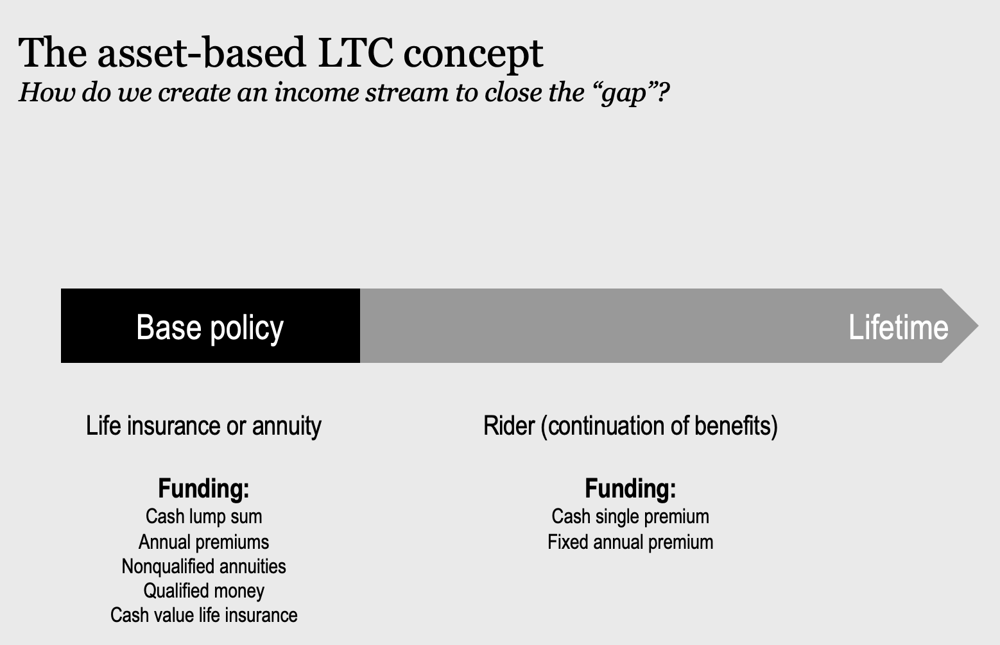 The asset-based LTC concept
How do we create an income stream to close the “gap”?
Base policy
Lifetime
Life insurance or annuity
Funding:
Cash lump sum
Annual premiums
Nonqualified annuities
Qualified money
Cash value life insurance
Rider (continuation of benefits)
Funding:
Cash single premium
Fixed annual premium